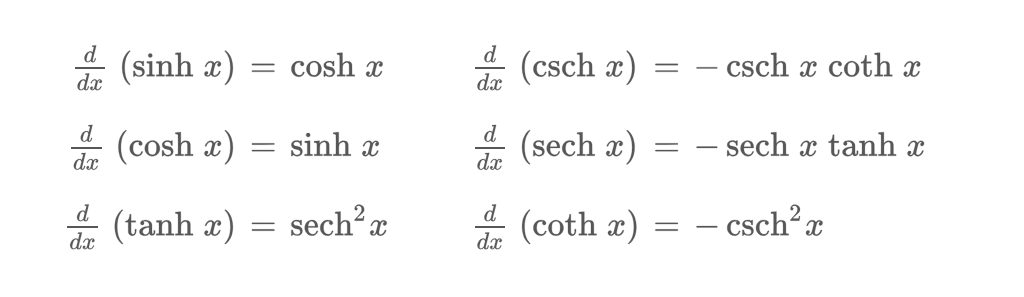 d/dx (sinh x) = cosh x    d/dx (csch x) = − csch x coth x
d/dx (cosh x) = sinh x    d/dx (sech x) = − sech x tanh x
d/dx (tanh x) = sech² x    d/dx (coth x) = − csch² x